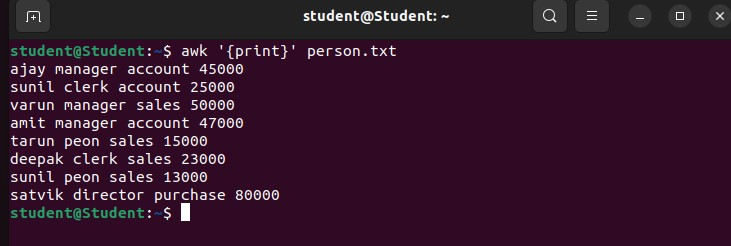 student@Student: ~
student@Student:~$ awk '{print}' person.txt
ajay manager account 45000
sunil clerk account 25000
varun manager sales 50000
amit manager account 47000
tarun peon sales 15000
deepak clerk sales 23000
sunil peon sales 13000
satvik director purchase 80000
student@Student:~$